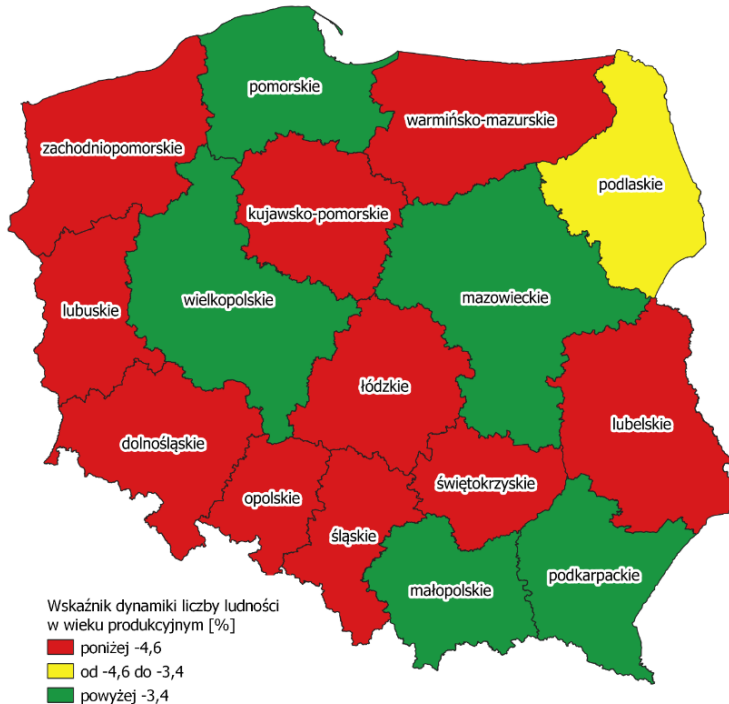 pomorskie
warmińsko-mazurskie
zachodniopomorskie
podlaskie
kujawsko-pomorskie
wielkopolskie
mazowieckie
lubuskie
łódzkie
lubelskie
dolnośląskie
świętokrzyskie
opolskie
śląskie
podkarpackie
małopolskie
Wskaźnik dynamiki liczby ludności
w wieku produkcyjnym [%]
poniżej -4,6
od -4,6 do -3,4
powyżej -3,4